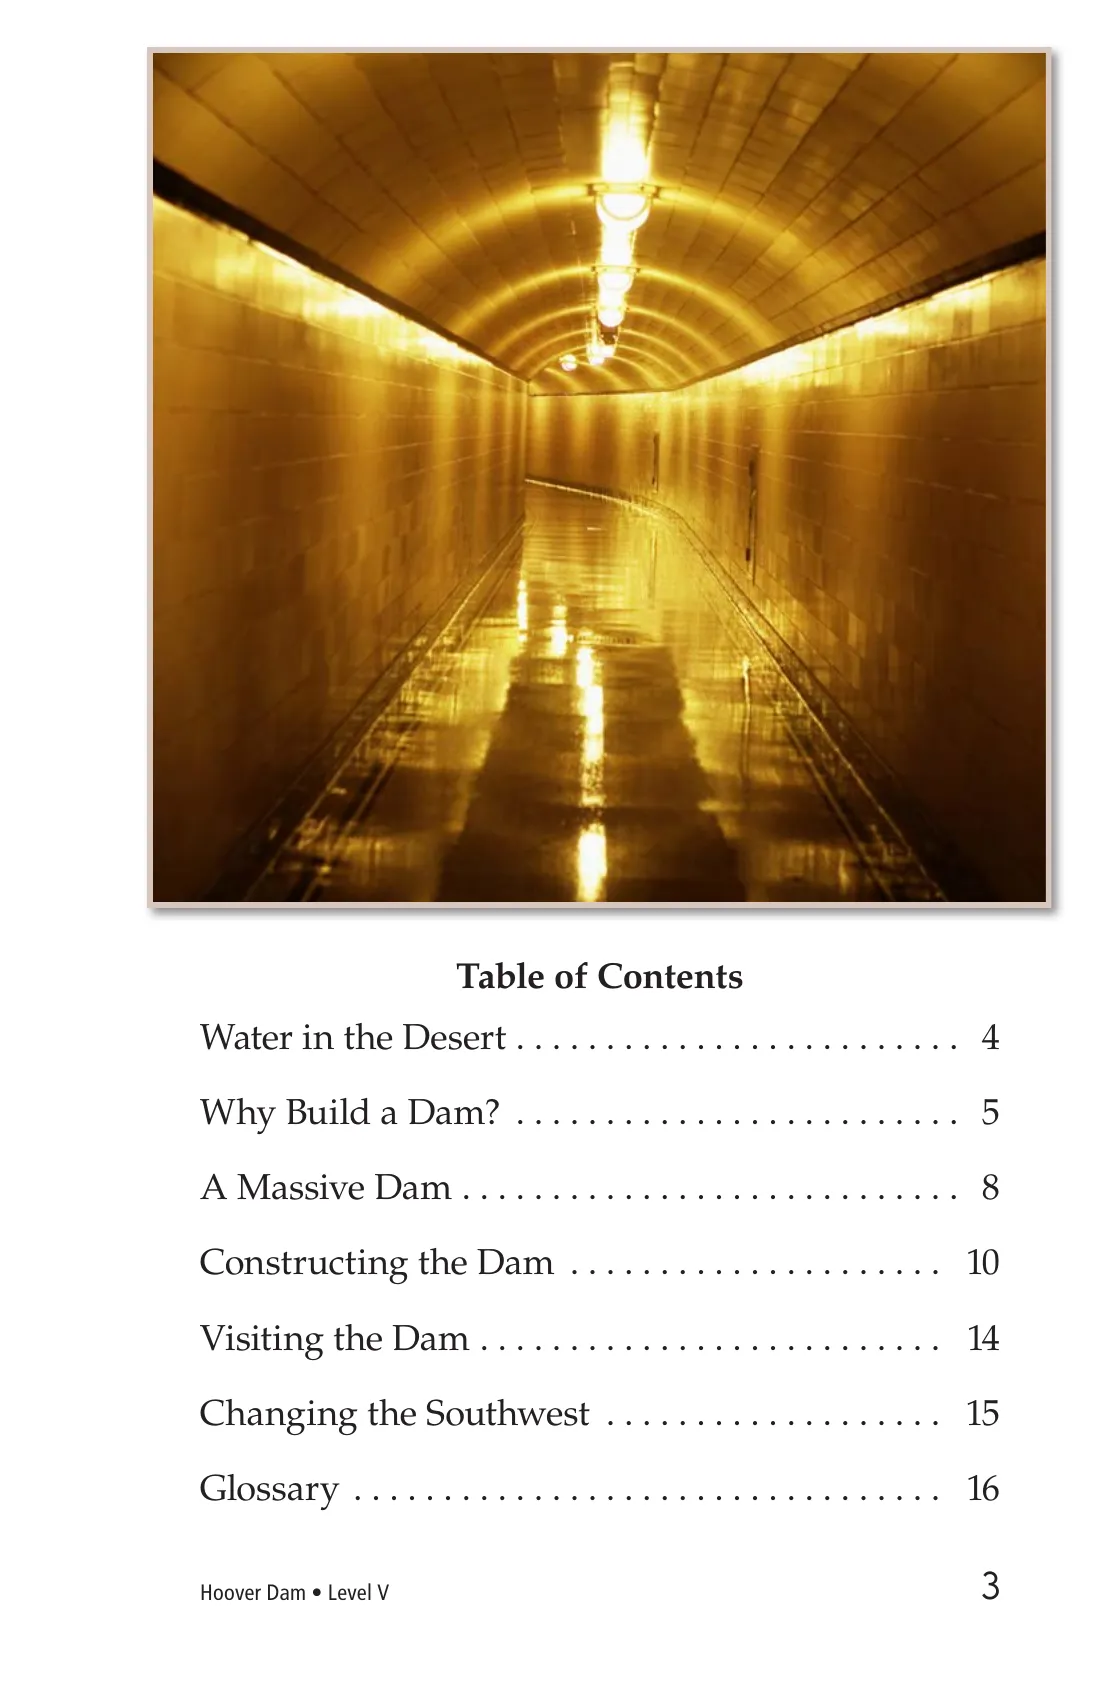 Table of Contents
Water in the Desert . . . . . . . . . . . . . . . . . . . . . . . . . 4
Why Build a Dam? . . . . . . . . . . . . . . . . . . . . . . . . . 5
A Massive Dam . . . . . . . . . . . . . . . . . . . . . . . . . . . . 8
Constructing the Dam . . . . . . . . . . . . . . . . . . . . . 10
Visiting the Dam . . . . . . . . . . . . . . . . . . . . . . . . . . 14
Changing the Southwest . . . . . . . . . . . . . . . . . . . 15
Glossary . . . . . . . . . . . . . . . . . . . . . . . . . . . . . . . . . 16
Hoover Dam • Level V 3